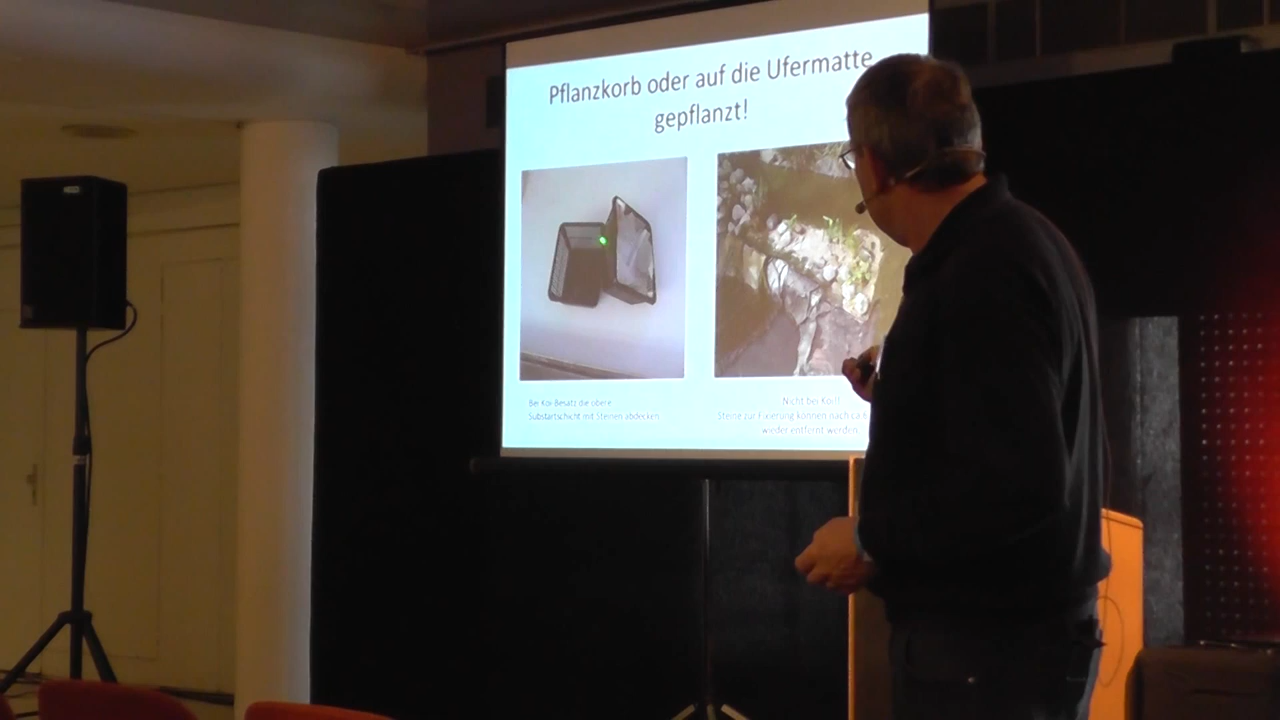 Pflanzkorb oder auf die Ufermatte
gepflanzt!
Bei Koi-Besatz die obere
Substartschicht mit Steinen abdecken
Nicht bei Koi!!
Steine zur Fixierung können nach ca.
wieder entfernt werden.